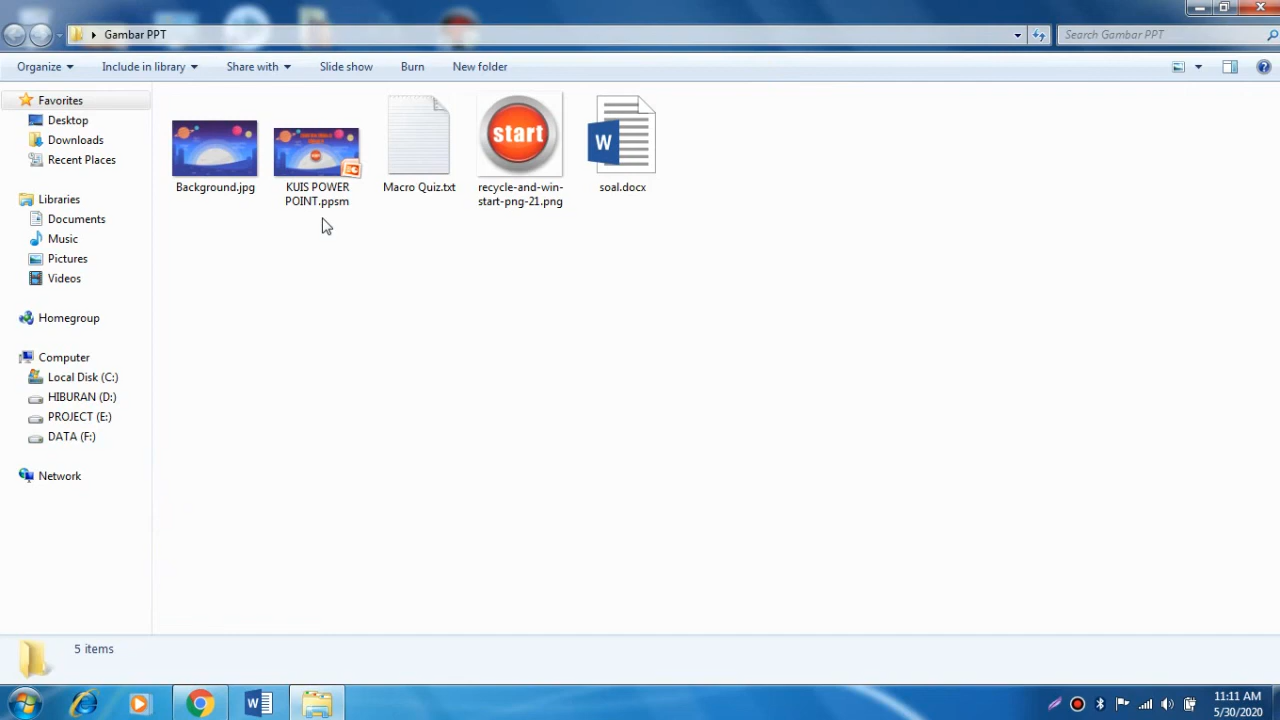 Gambar PPT
Search Gambar PPT
Organize
Include in library
Share with
Slide show
Burn
New folder
Favorites
Desktop
Downloads
Recent Places
Libraries
Documents
Music
Pictures
Videos
Homegroup
Computer
Local Disk (C:)
HIBURAN (D:)
PROJECT (E:)
DATA (F:)
Network
Background.jpg
KUIS POWER
POINT.ppsm
Macro Quiz.txt
start
recycle-and-win-
start-png-21.png
W
soal.docx
5 items
W
11:11 AM
5/30/2020